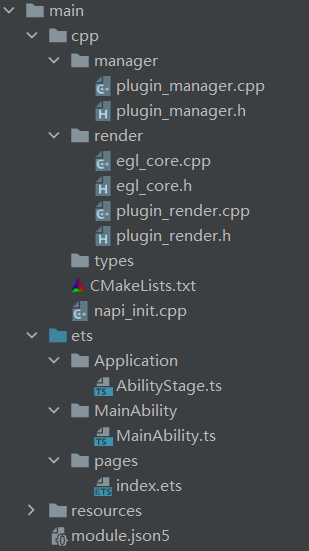 main
cpp
manager
plugin_manager.cpp
plugin_manager.h
render
egl_core.cpp
egl_core.h
plugin_render.cpp
plugin_render.h
types
CMakeLists.txt
napi_init.cpp
ets
Application
AbilityStage.ts
MainAbility
MainAbility.ts
pages
index.ets
resources
module.json5